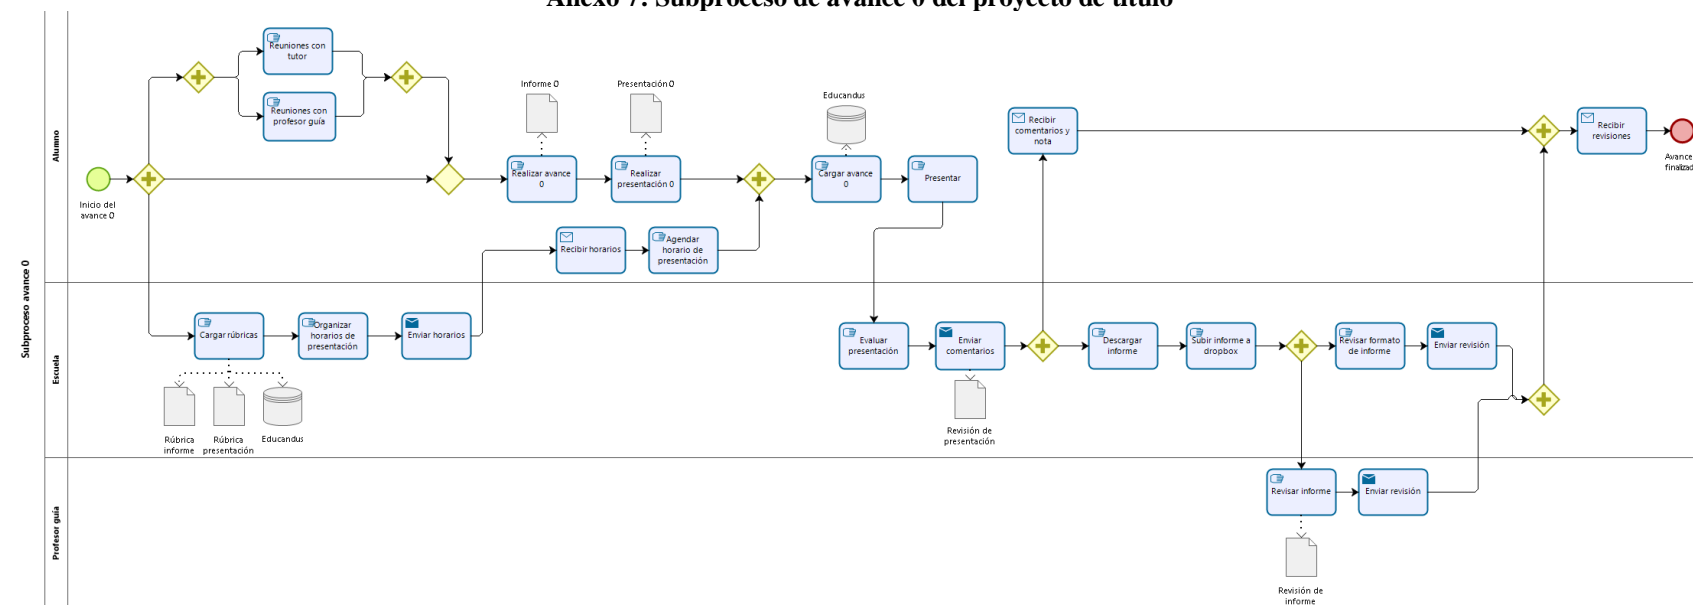 Anexo 7: Subproceso de avance 0 del proyecto de título
Subproceso avance 0
Alumno
Inicio del
avance 0
Reuniones con
tutor
Reuniones con
profesor guía
Informe 0
Presentación 0
Realizar avance
0
Realizar
presentación 0
Recibir horarios
Agendar
horario de
presentación
Educandus
Cargar avance
0
Presentar
Recibir
comentarios y
nota
Recibir
revisiones
Avance
finalizad
Escuela
Cargar rúbricas
Organizar
horarios de
presentación
Enviar horarios
Rúbrica
informe
Rúbrica
presentación
Educandus
Evaluar
presentación
Enviar
comentarios
Revisión de
presentación
Descargar
informe
Subir informe a
dropbox
Revisar formato
de informe
Enviar revisión
Profesor guía
Revisar informe
Enviar revisión
Revisión de
informe